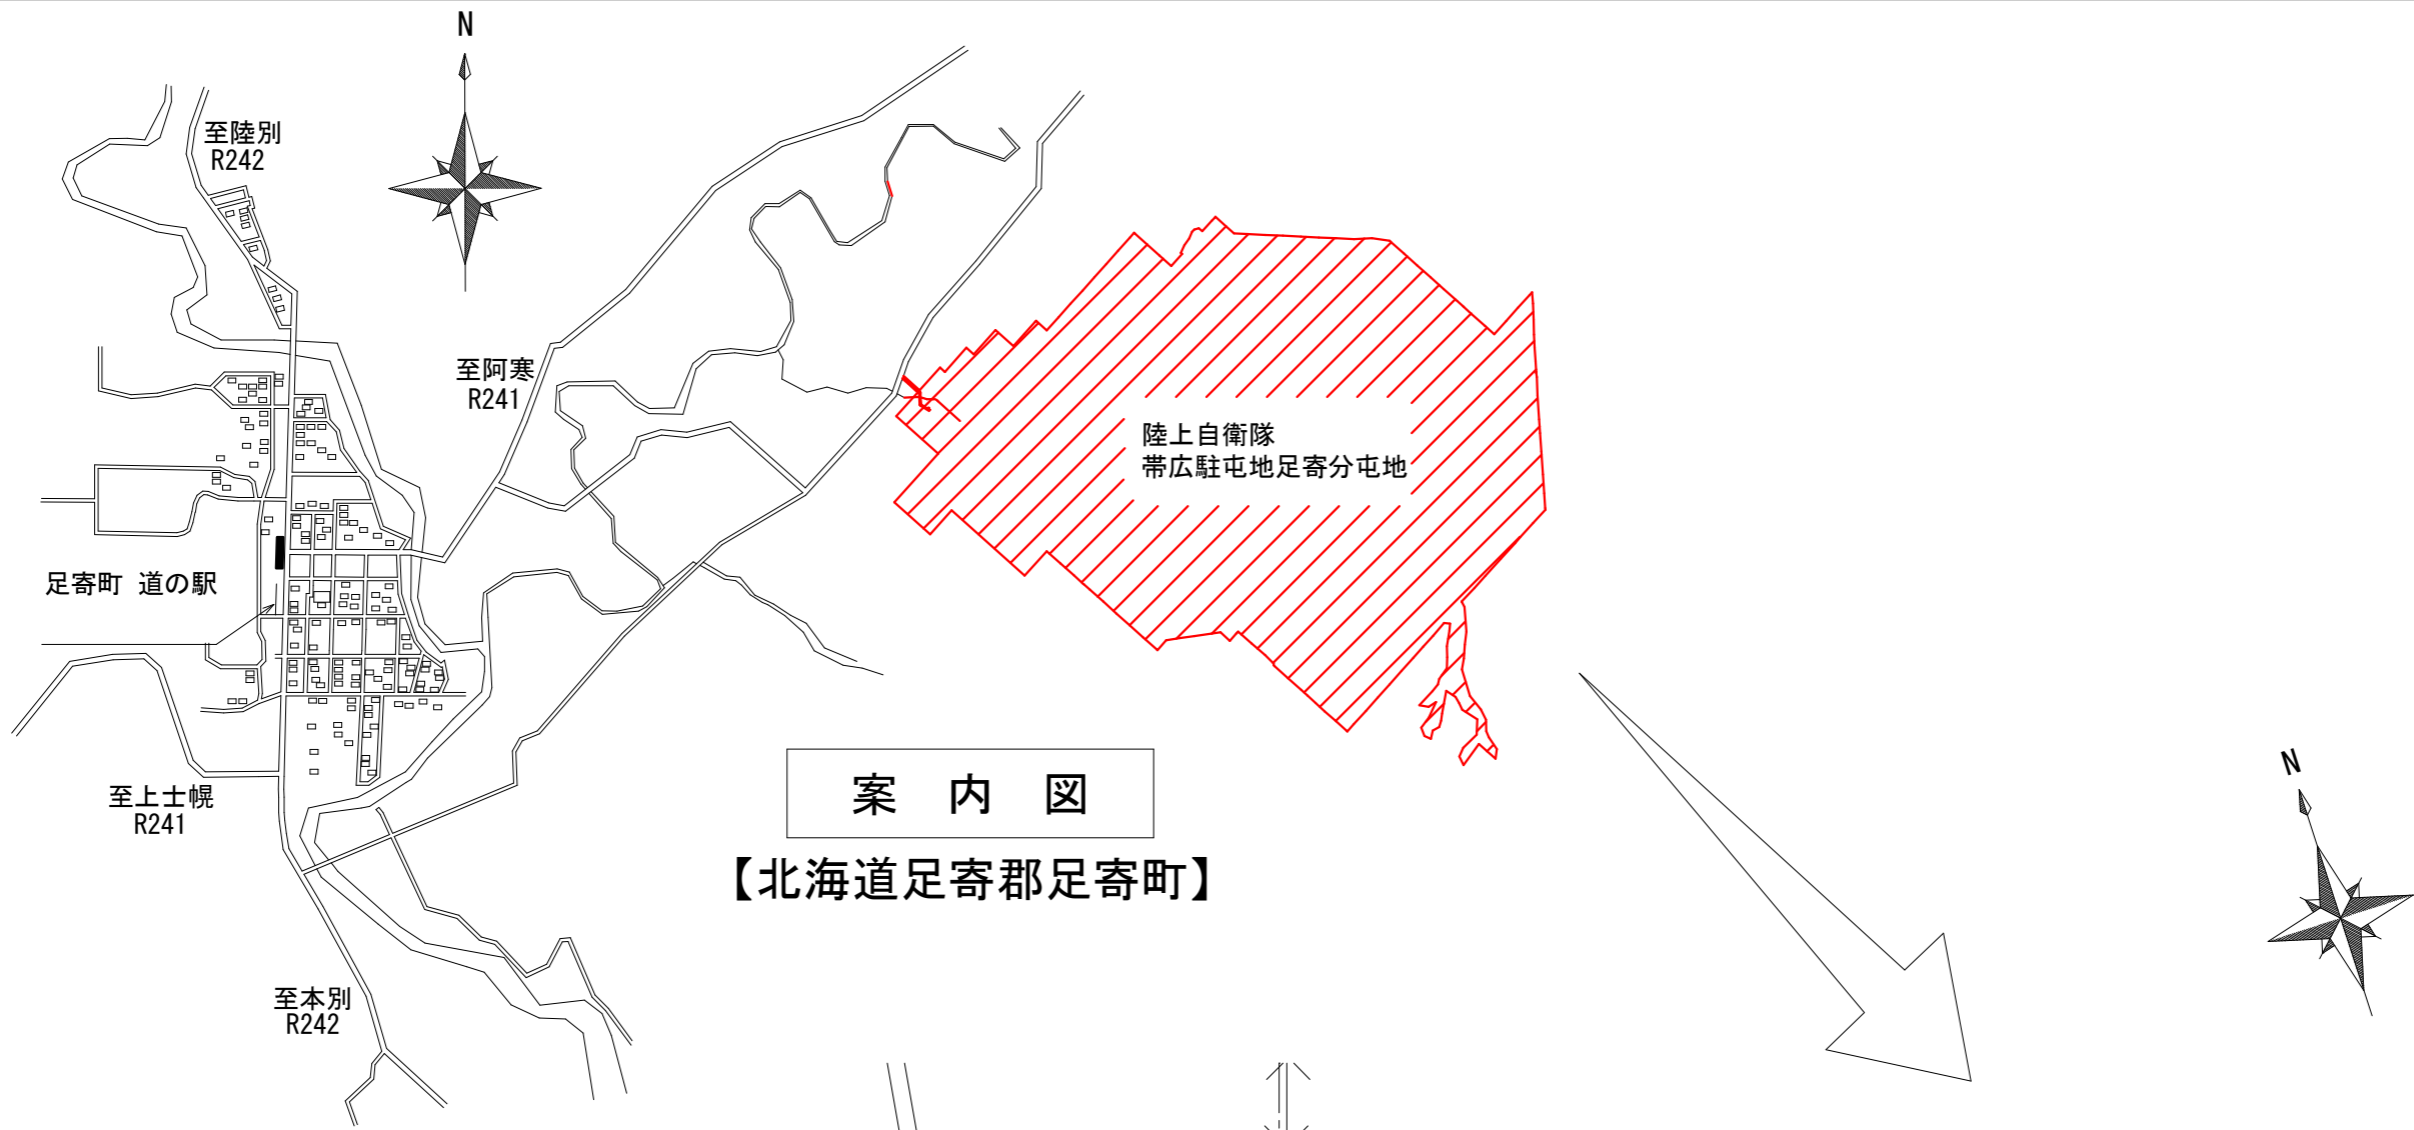 N
至陸別
R242
至阿寒
R241
陸上自衛隊
帯広駐屯地足寄分屯地
足寄町 道の駅
案 内 図
【北海道足寄郡足寄町】
至上士幌
R241
N
至本別
R242